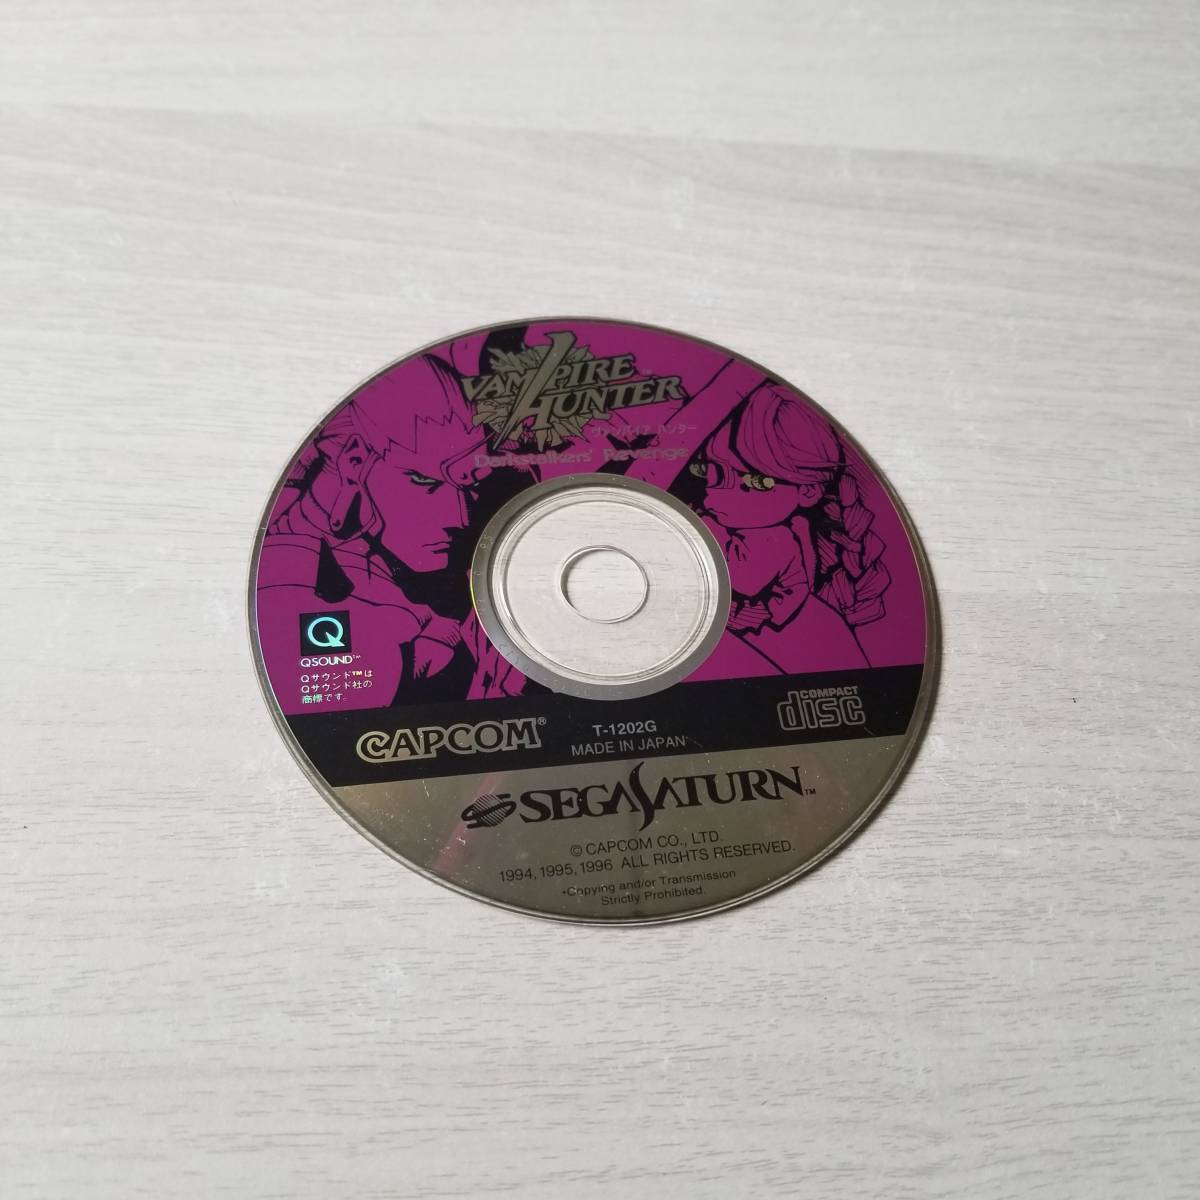 VAMPIRE
HUNTER
TM
ヴァンパイア ハンター
Darkstalkers' Revenge
Q
QSOUND™
Qサウンド™は
Qサウンド社の
商標です。
CAPCOM®
T-1202G
MADE IN JAPAN
COMPACT
disc
SEGA SATURN™
© CAPCOM CO., LTD.
1994, 1995, 1996 ALL RIGHTS RESERVED.
•Copying and/or Transmission
Strictly Prohibited.